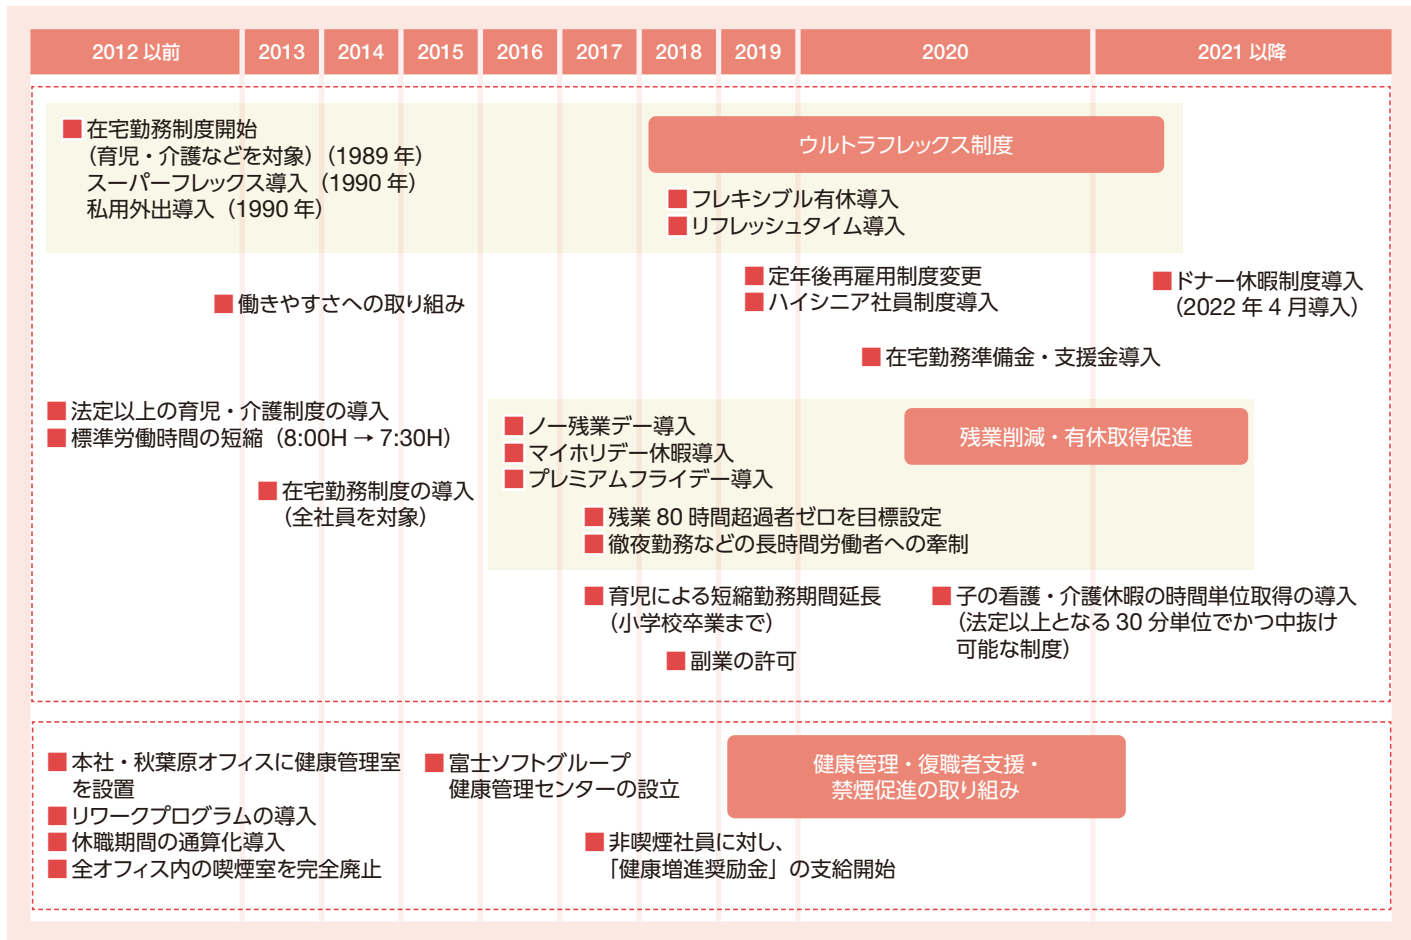 2012 以前
2013
2014
2015
2016
2017
2018
2019
2020
2021 以降
■在宅勤務制度開始
（育児・介護などを対象）（1989 年）
スーパーフレックス導入（1990 年）
私用外出導入（1990 年）
ウルトラフレックス制度
■フレキシブル有休導入
■リフレッシュタイム導入
■働きやすさへの取り組み
■定年後再雇用制度変更
■ハイシニア社員制度導入
■ドナー休暇制度導入
（2022 年 4 月導入）
■在宅勤務準備金・支援金導入
■法定以上の育児・介護制度の導入
■標準労働時間の短縮（8:00H → 7:30H）
■在宅勤務制度の導入
（全社員を対象）
■ノー残業デー導入
■マイホリデー休暇導入
■プレミアムフライデー導入
残業削減・有休取得促進
■残業 80 時間超過者ゼロを目標設定
■徹夜勤務などの長時間労働者への牽制
■育児による短縮勤務期間延長
（小学校卒業まで）
■副業の許可
■子の看護・介護休暇の時間単位取得の導入
（法定以上となる 30 分単位でかつ中抜け
可能な制度）
■本社・秋葉原オフィスに健康管理室
を設置
■リワークプログラムの導入
■休職期間の通算化導入
■全オフィス内の喫煙室を完全廃止
■富士ソフトグループ
健康管理センターの設立
■非喫煙社員に対し、
「健康増進奨励金」の支給開始
健康管理・復職者支援・
禁煙促進の取り組み